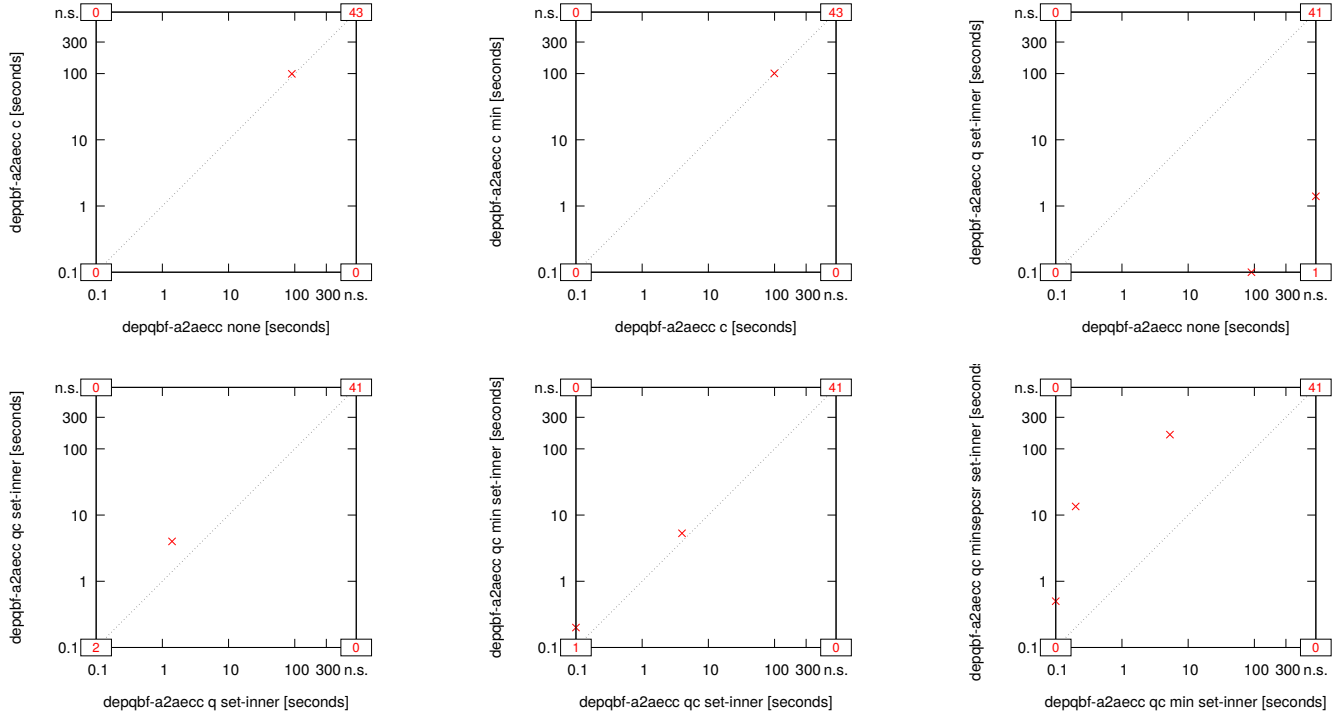 n.s. 0 43
300
100
10
1
0.1 0 0
0.1 1 10 100 300 n.s.
depqbf-a2aecc c [seconds]
depqbf-a2aecc none [seconds]
n.s. 0 43
300
100
10
1
0.1 0 0
0.1 1 10 100 300 n.s.
depqbf-a2aecc c min [seconds]
depqbf-a2aecc c [seconds]
n.s. 0 41
300
100
10
1
0.1 0 1
0.1 1 10 100 300 n.s.
depqbf-a2aecc q set-inner [seconds]
depqbf-a2aecc none [seconds]
n.s. 0 41
300
100
10
1
0.1 2 0
0.1 1 10 100 300 n.s.
depqbf-a2aecc qc set-inner [seconds]
depqbf-a2aecc q set-inner [seconds]
n.s. 0 41
300
100
10
1
0.1 1 0
0.1 1 10 100 300 n.s.
depqbf-a2aecc qc min set-inner [seconds]
depqbf-a2aecc qc set-inner [seconds]
n.s. 0 41
300
100
10
1
0.1 0 0
0.1 1 10 100 300 n.s.
depqbf-a2aecc qc minsepcsr set-inner [second
depqbf-a2aecc qc min set-inner [seconds]